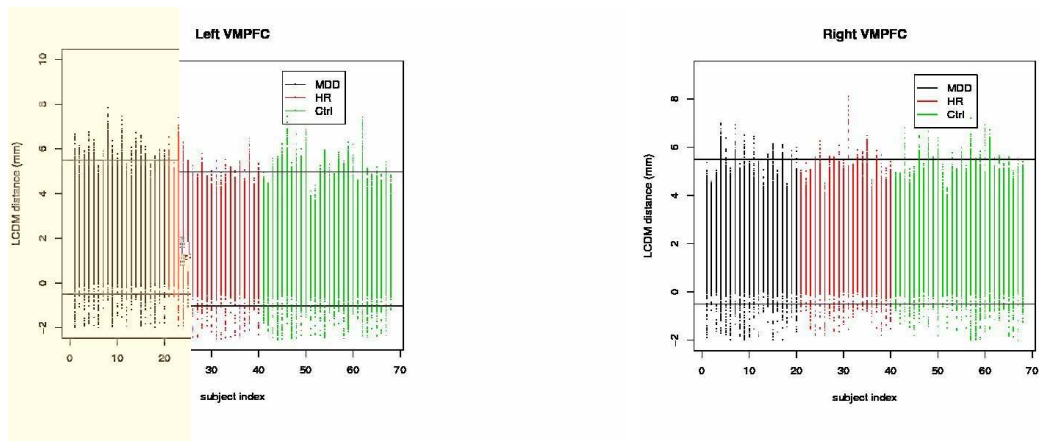 Left VMPFC
LCDM distance (mm)
10
8
6
4
2
0
-2
MDD
HR
Ctrl
0 10 20 30 40 50 60 70
subject index
Right VMPFC
LCDM distance (mm)
8
6
4
2
0
-2
MDD
HR
Ctrl
0 10 20 30 40 50 60 70
subject index